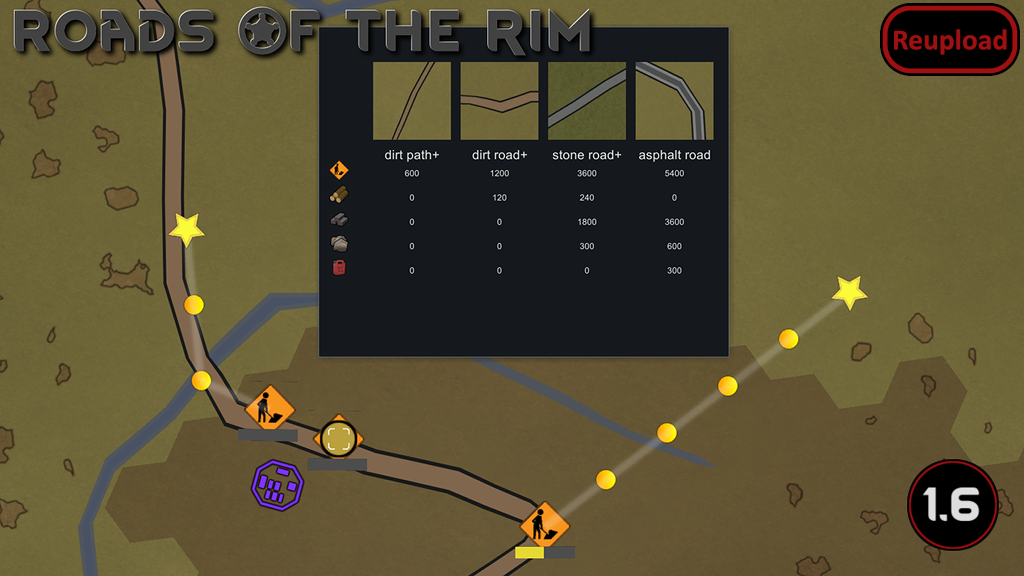 ROADS OF THE RIM
Reupload
dirt path+ dirt road+ stone road+ asphalt road
600 1200 3600 5400
0 120 240 0
0 0 1800 3600
0 0 300 600
0 0 0 300
1.6